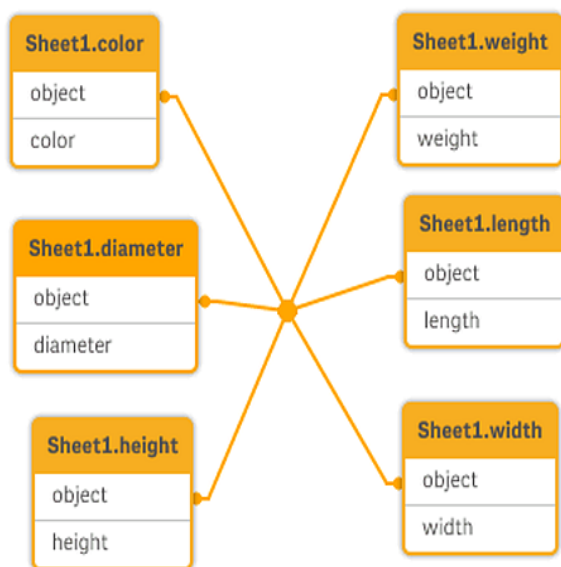 Sheet1.color
object
color
Sheet1.weight
object
weight
Sheet1.diameter
object
diameter
Sheet1.length
object
length
Sheet1.height
object
height
Sheet1.width
object
width